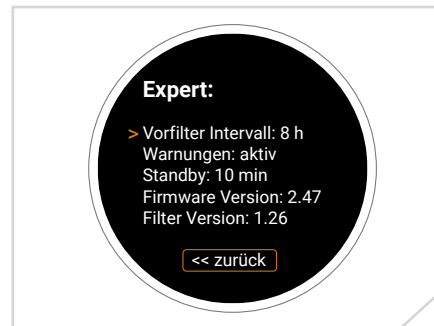 Expert:
> Vorfilter Intervall: 8 h
Warnungen: aktiv
Standby: 10 min
Firmware Version: 2.47
Filter Version: 1.26
<< zurück